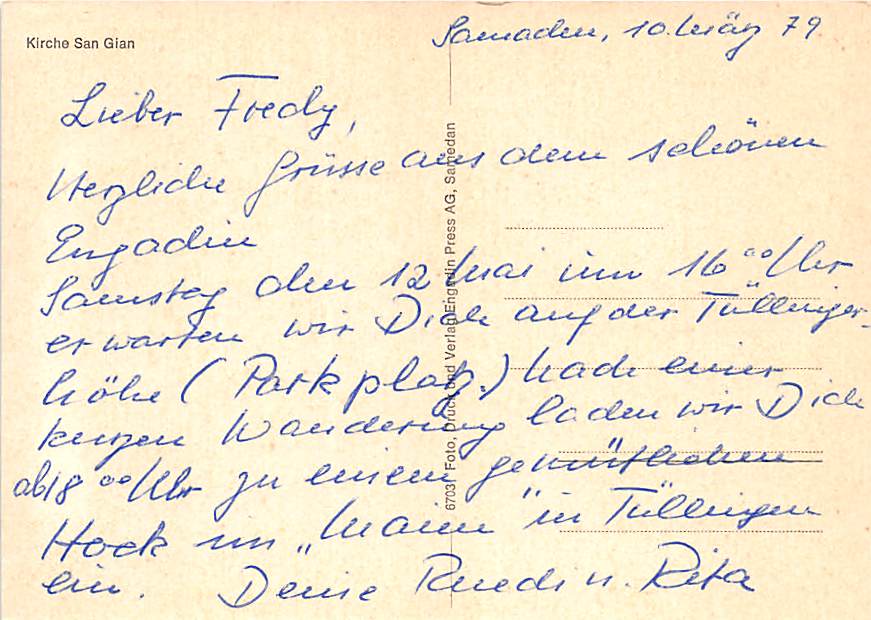 Kirche San Gian
Samaden, 10. März 79
Lieber Fredy,
Herzliche Grüsse aus dem schönen
Engadin
Samstag den 12 Mai um 16 °° Uhr
erwarten wir Dich auf der Tüllinger-
höhe (Parkplatz.) Nach einer
kurzen Wanderung laden wir Dich
ab 18 °° Uhr zu einem gemütlichen
Hock im „Maien" in Tüllingen
ein. Deine Ruedi u. Rita
6703 Foto, Druck und Verlag Engadin Press AG, Samedan